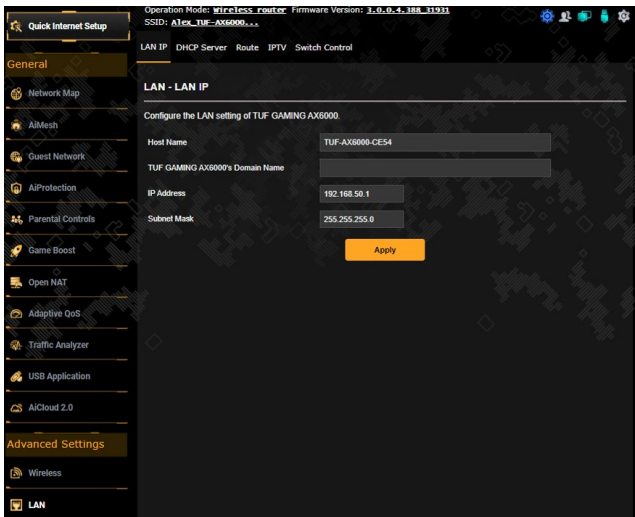 Quick Internet Setup
Operation Mode: Wireless router Firmware Version: 3.0.0.4.388_31931
SSID: Alex_TUF-AX6000...
LAN IP DHCP Server Route IPTV Switch Control
General
Network Map
AiMesh
Guest Network
AiProtection
Parental Controls
Game Boost
Open NAT
Adaptive QoS
Traffic Analyzer
USB Application
AiCloud 2.0
Advanced Settings
Wireless
LAN
LAN - LAN IP
Configure the LAN setting of TUF GAMING AX6000.
Host Name TUF-AX6000-CE54
TUF GAMING AX6000's Domain Name
IP Address 192.168.50.1
Subnet Mask 255.255.255.0
Apply